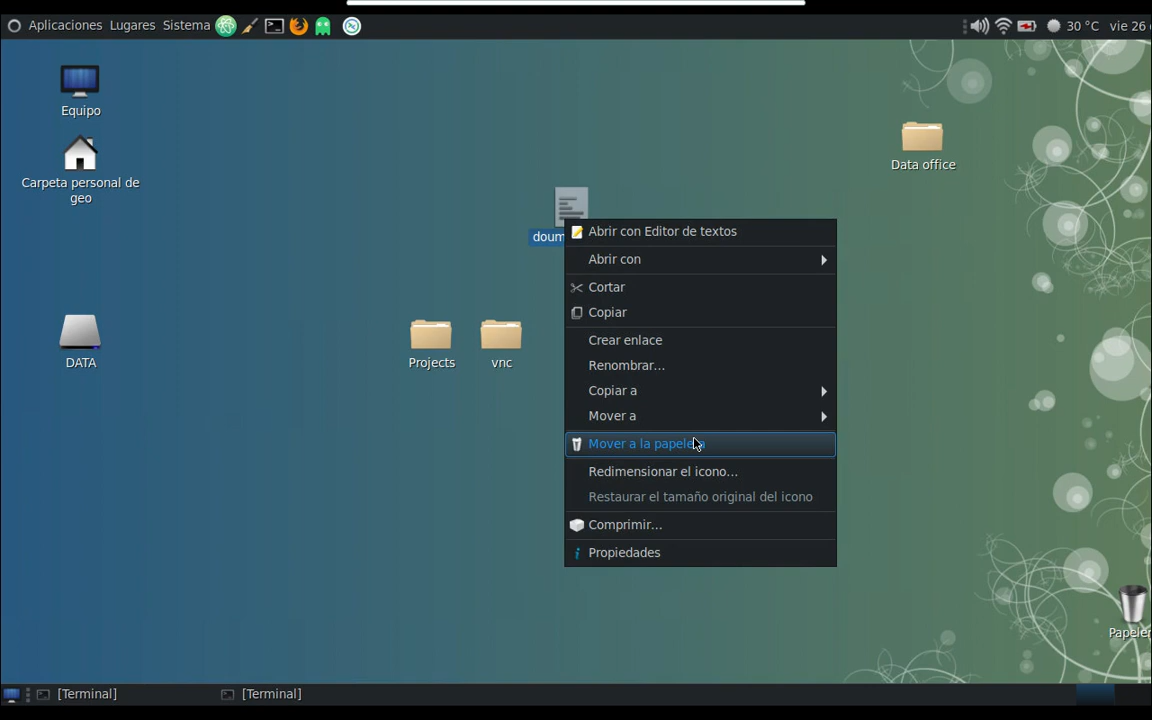 Aplicaciones Lugares Sistema
30 °C vie 26
Equipo
Carpeta personal de
geo
DATA
Projects
vnc
Data office
Abrir con Editor de textos
Abrir con
Cortar
Copiar
Crear enlace
Renombrar...
Copiar a
Mover a
Mover a la papelera
Redimensionar el icono...
Restaurar el tamaño original del icono
Comprimir...
Propiedades
[Terminal]
[Terminal]